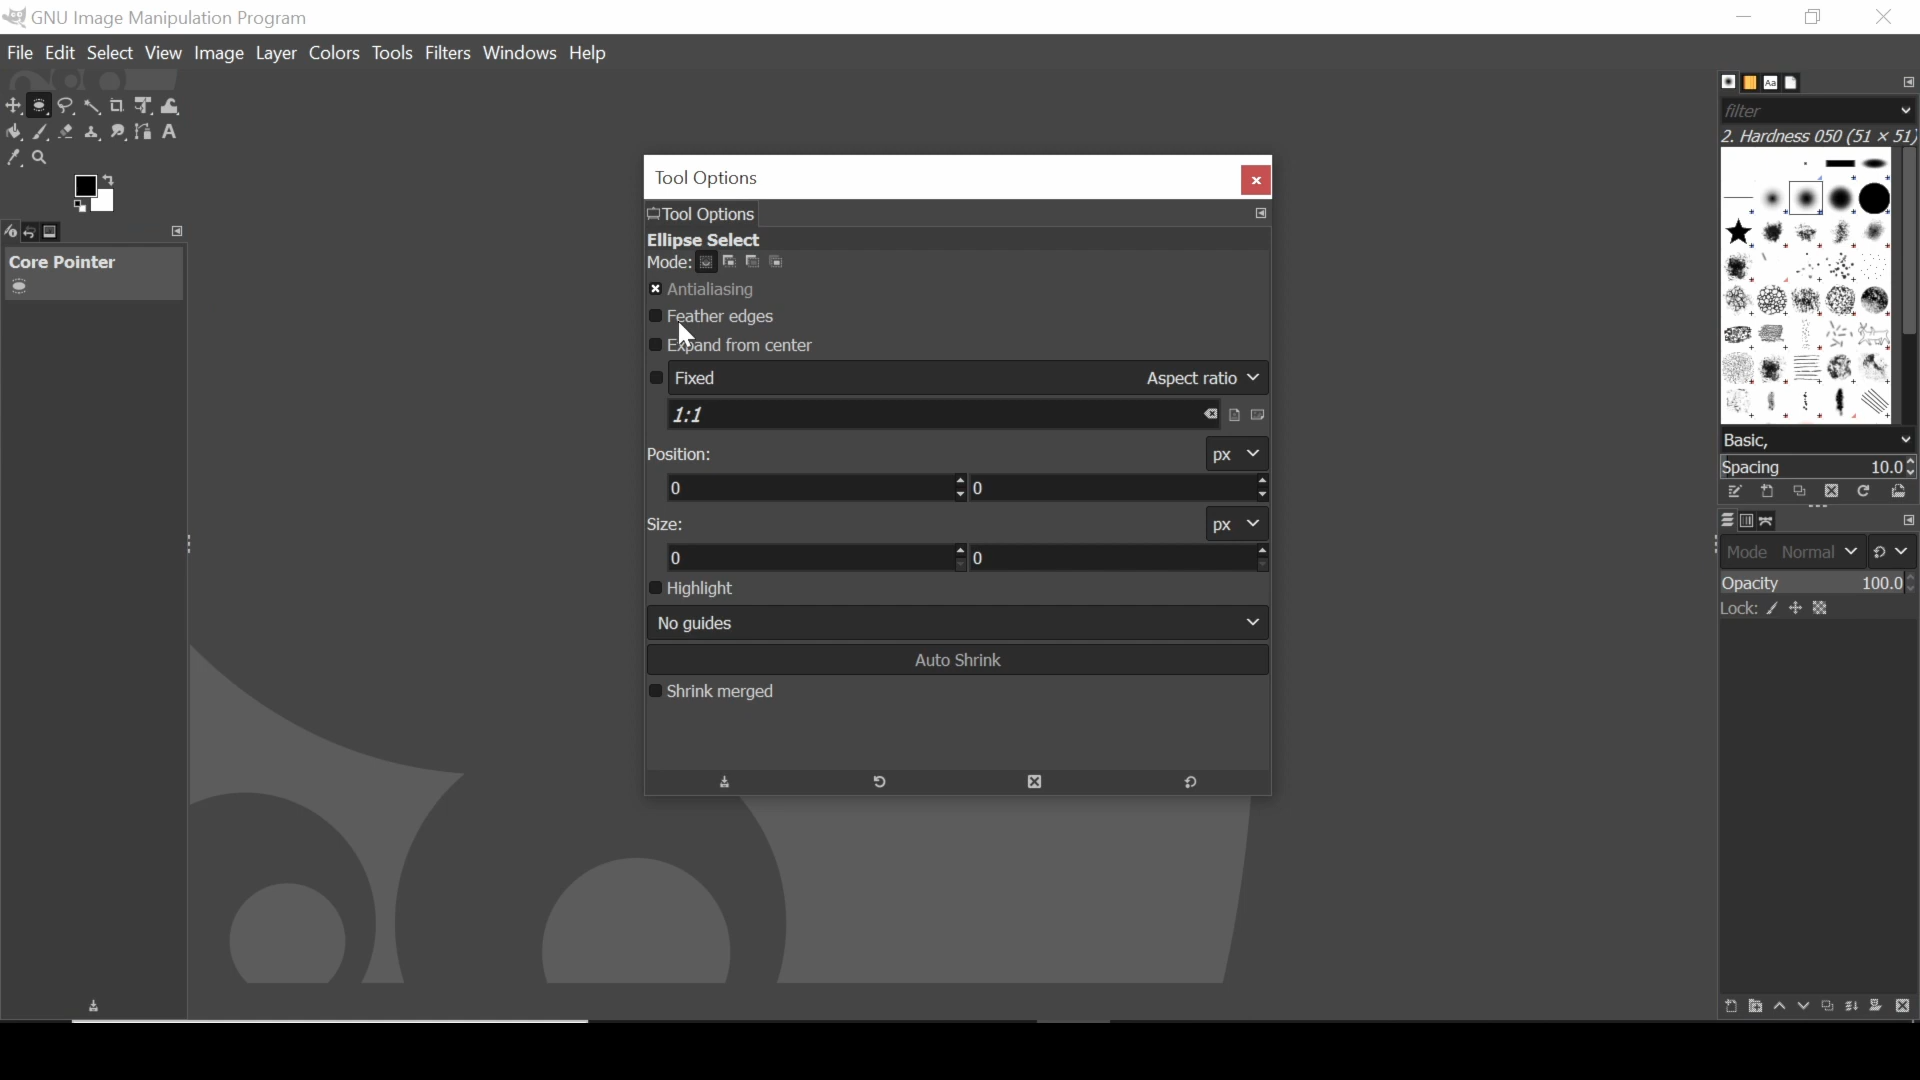 GNU Image Manipulation Program
File Edit Select View Image Layer Colors Tools Filters Windows Help
Core Pointer
Tool Options
Tool Options
Ellipse Select
Mode:
Antialiasing
Feather edges
Expand from center
Fixed Aspect ratio
1:1
Position: px
0 0
Size: px
0 0
Highlight
No guides
Auto Shrink
Shrink merged
filter
2. Hardness 050 (51 × 51)
Basic,
Spacing 10.0
Mode Normal
Opacity 100.0
Lock: